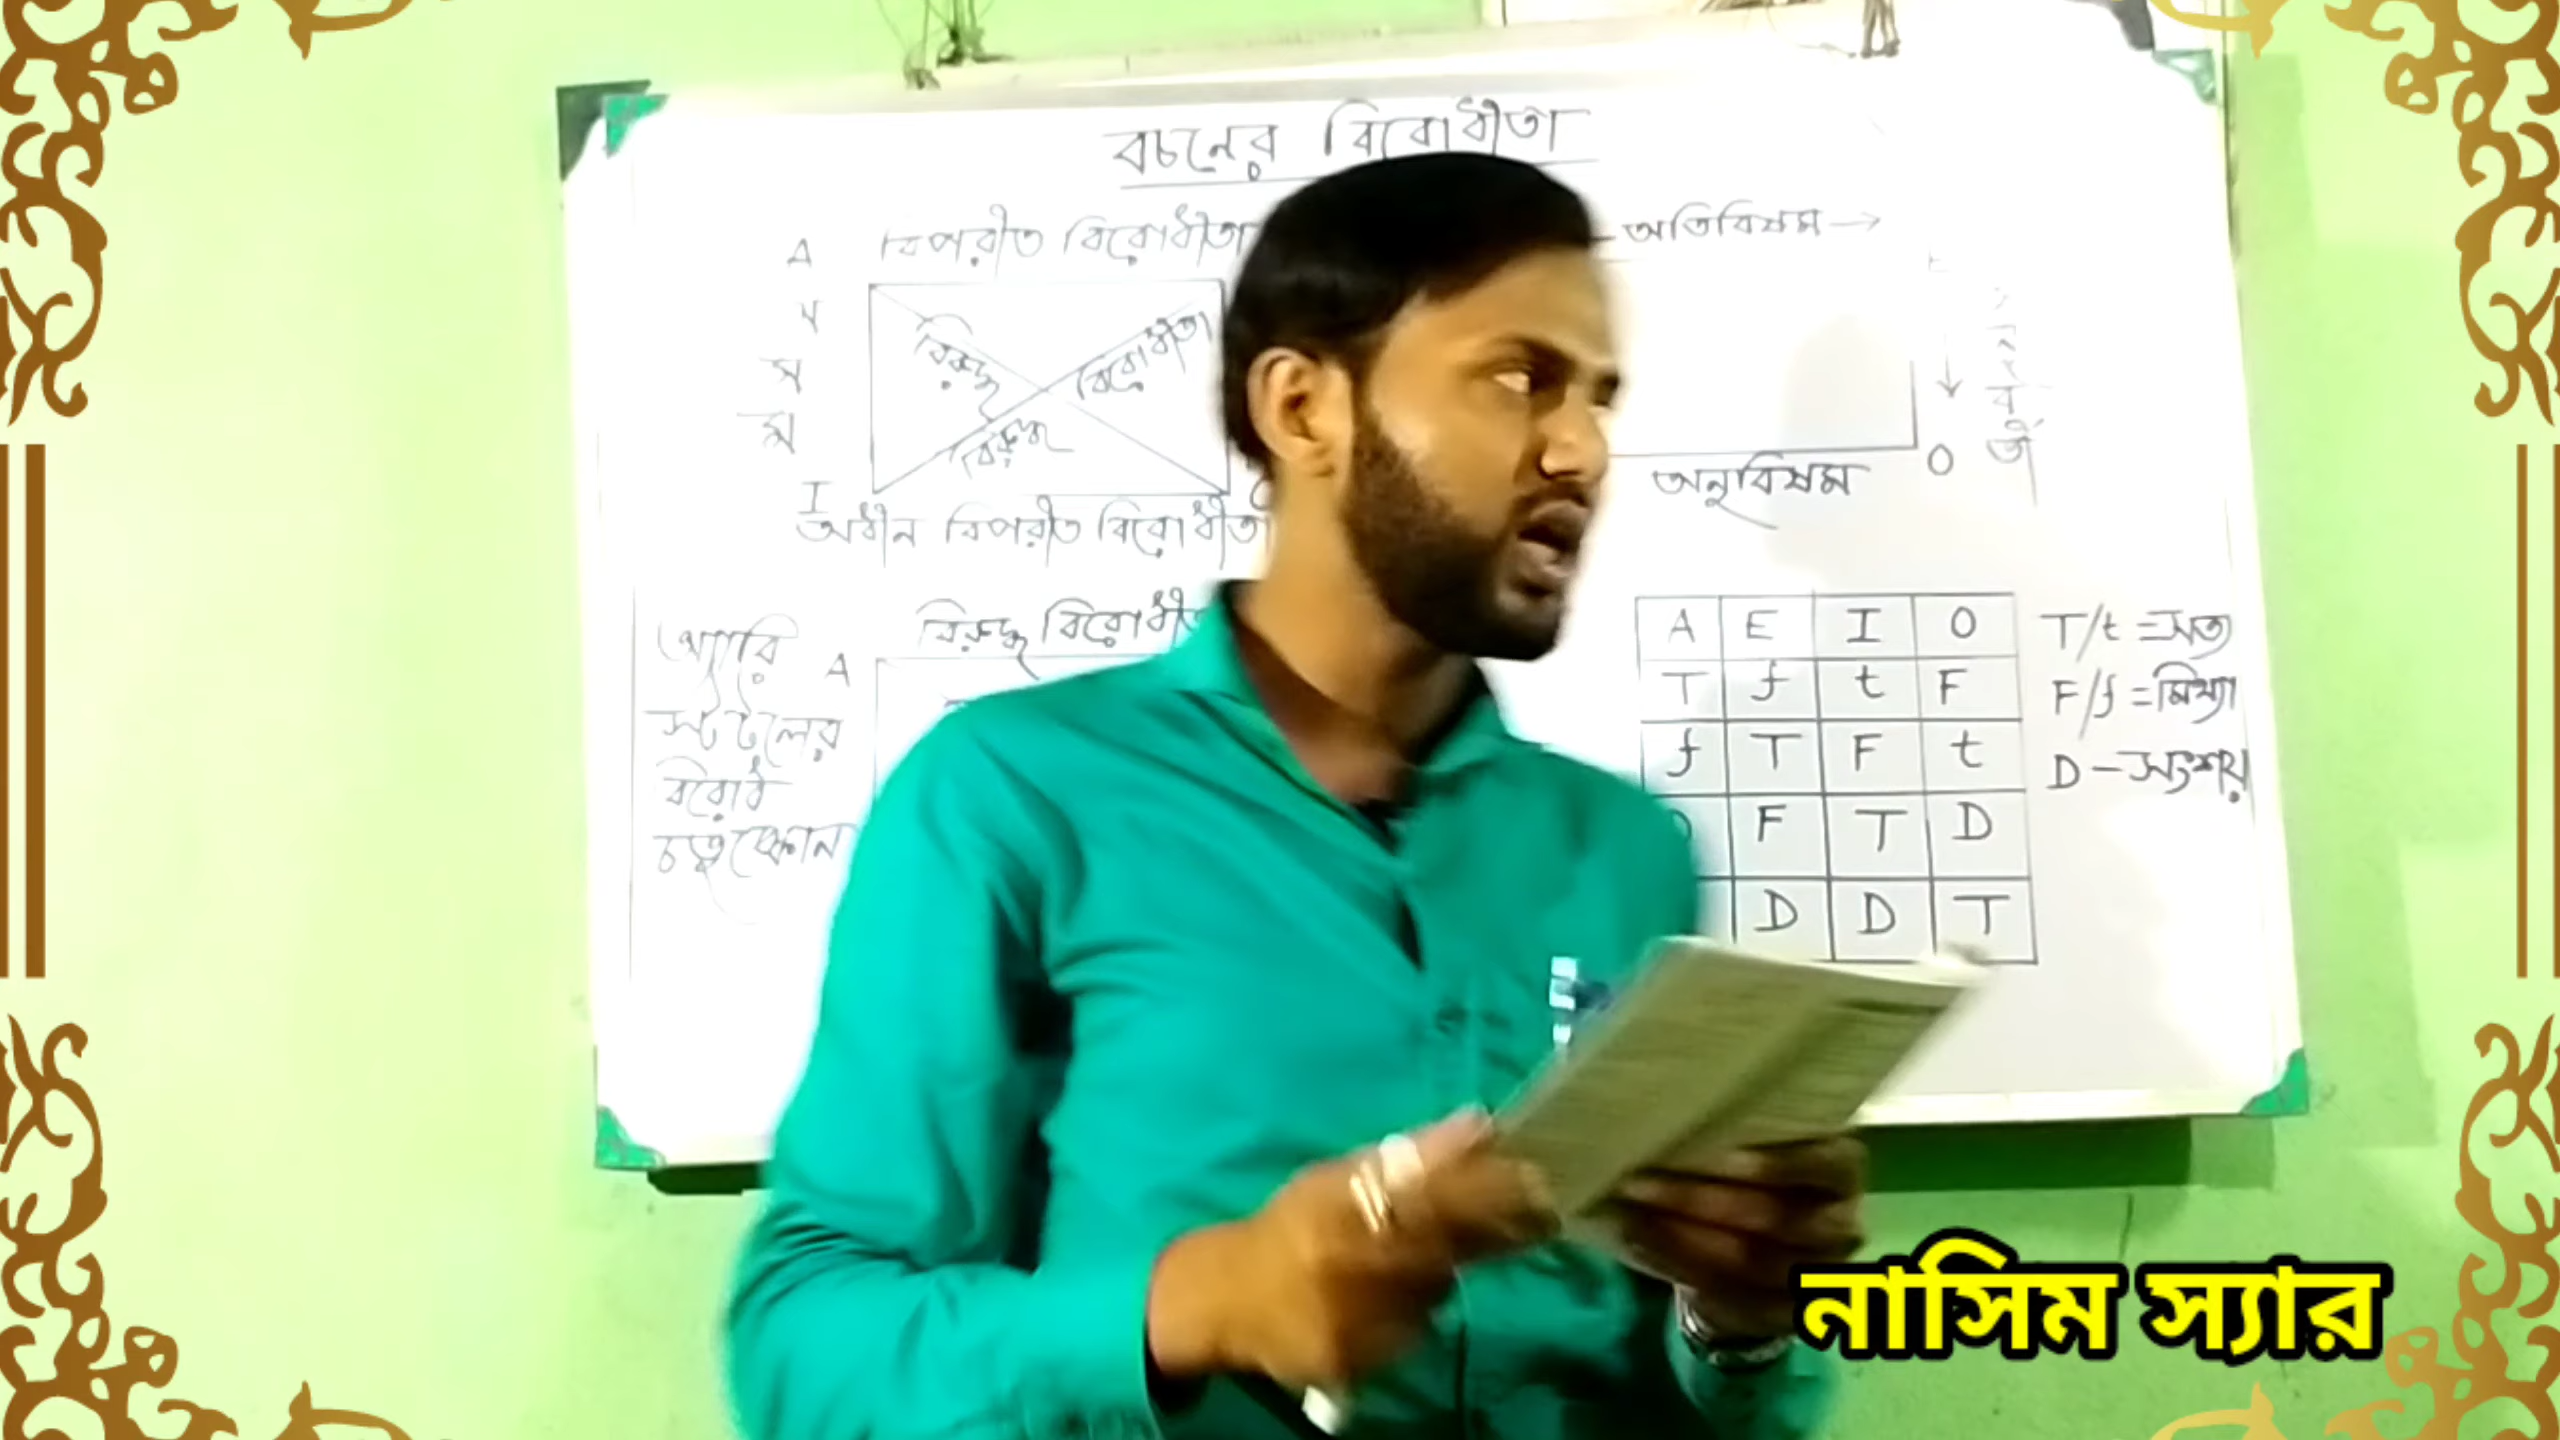 বচনের বিরোধীতা
A বিপরীত বিরোধীতা
অতিবিষম →
স
ম
বিরুদ্ধ বিরোধীতা
বিরুদ্ধ
I
অধীন বিপরীত বিরোধীতা
O
অনুবিষম
বিরুদ্ধ বিরোধীত
A
অ্যারি
স্টটলের
বিরোধ
চতুষ্কোন
A E I O
T f t F
f T F t
F T D
D D T
T/t = সত্য
F/f = মিথ্যা
D - সংশয়
নাসিম স্যার